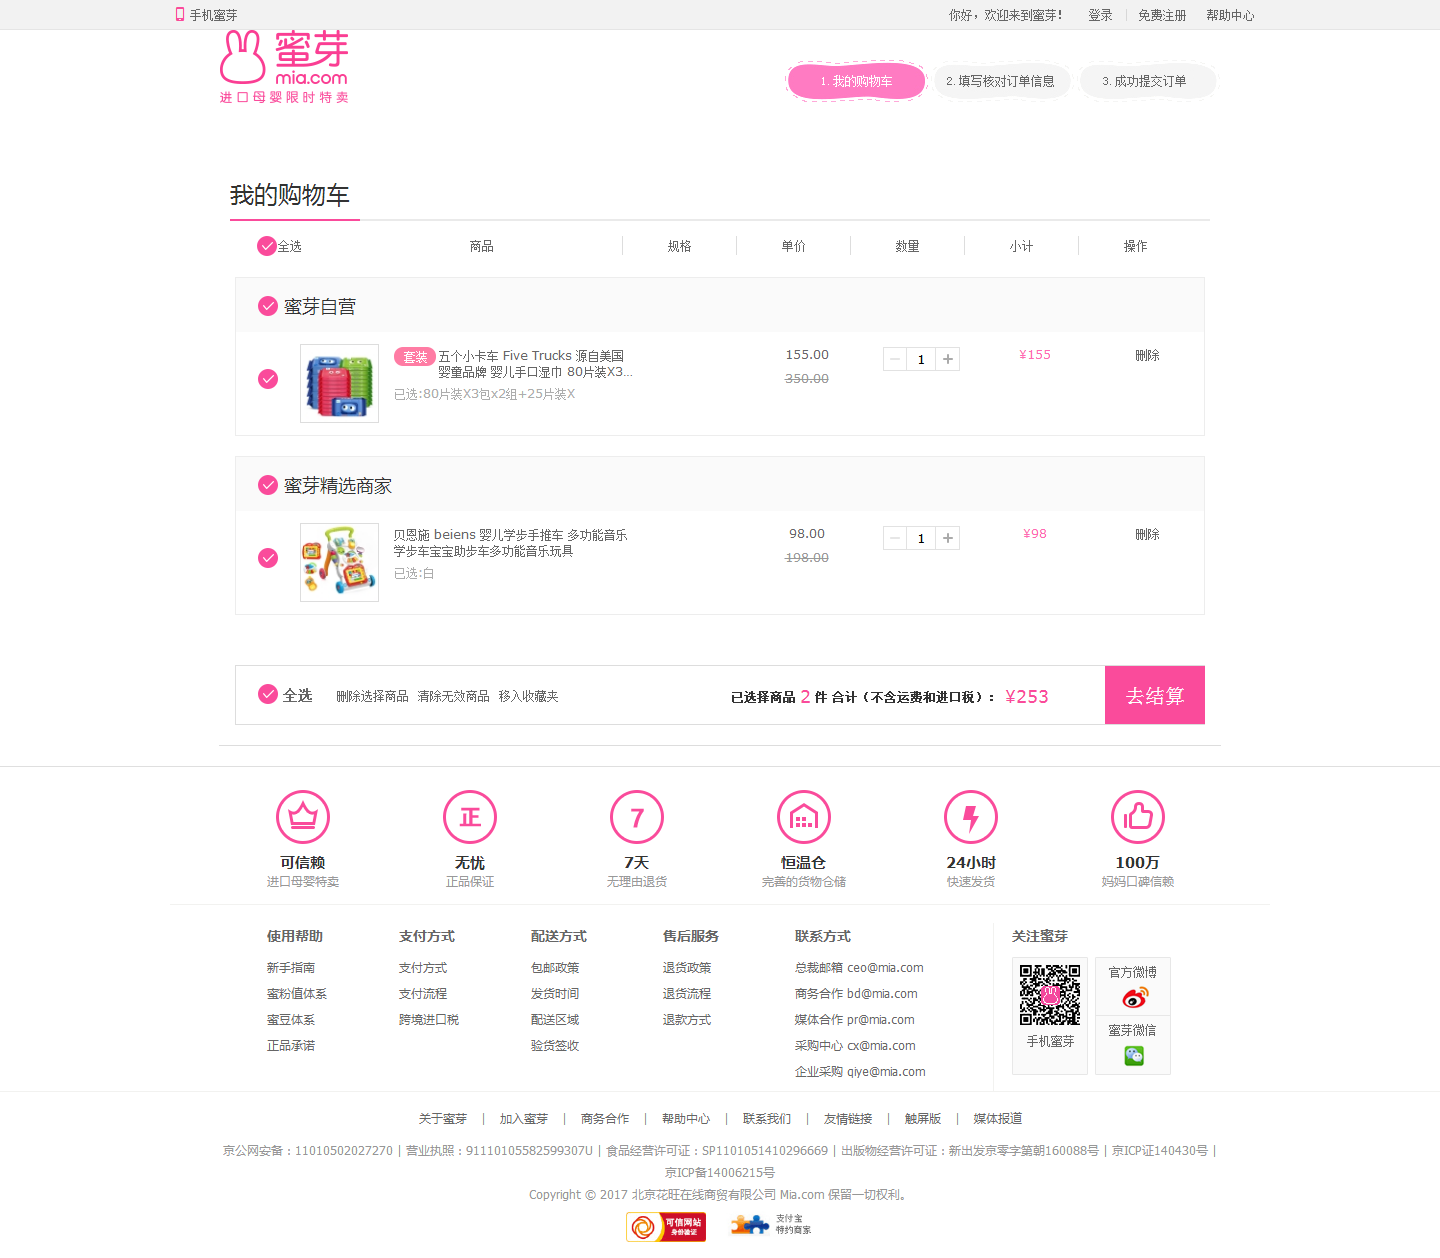 手机蜜芽
你好，欢迎来到蜜芽！ 登录 免费注册 帮助中心
蜜芽
mia.com
进口母婴限时特卖
1. 我的购物车 2. 填写核对订单信息 3. 成功提交订单
我的购物车
全选 商品 规格 单价 数量 小计 操作
蜜芽自营
套装 五个小卡车 Five Trucks 源自美国 155.00 1 ¥155 删除
婴童品牌 婴儿手口湿巾 80片装X3... 350.00
已选:80片装X3包x2组+25片装X
蜜芽精选商家
贝恩施 beiens 婴儿学步手推车 多功能音乐 98.00 1 ¥98 删除
学步车宝宝助步车多功能音乐玩具 198.00
已选:白
全选 删除选择商品 清除无效商品 移入收藏夹 已选择商品 2 件 合计（不含运费和进口税）： ¥253 去结算
正 7
可信赖 无忧 7天 恒温仓 24小时 100万
进口母婴特卖 正品保证 无理由退货 完善的货物仓储 快速发货 妈妈口碑信赖
使用帮助 支付方式 配送方式 售后服务 联系方式 关注蜜芽
新手指南 支付方式 包邮政策 退货政策 总裁邮箱 ceo@mia.com 官方微博
蜜粉值体系 支付流程 发货时间 退货流程 商务合作 bd@mia.com
蜜豆体系 跨境进口税 配送区域 退款方式 媒体合作 pr@mia.com 蜜芽微信
正品承诺 验货签收 采购中心 cx@mia.com 手机蜜芽
企业采购 qiye@mia.com
关于蜜芽 | 加入蜜芽 | 商务合作 | 帮助中心 | 联系我们 | 友情链接 | 触屏版 | 媒体报道
京公网安备：11010502027270 | 营业执照：91110105582599307U | 食品经营许可证：SP1101051410296669 | 出版物经营许可证：新出发京零字第朝160088号 | 京ICP证140430号 |
京ICP备14006215号
Copyright © 2017 北京花旺在线商贸有限公司 Mia.com 保留一切权利。
可信网站 支付宝
身份验证 特约商家